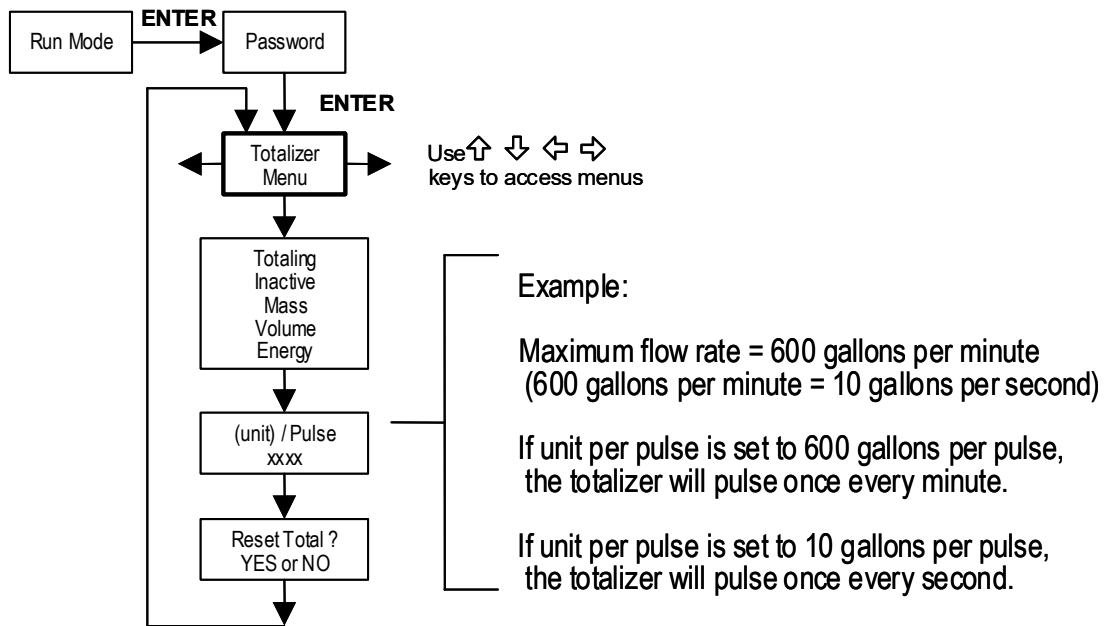 ENTER
Run Mode
Password
ENTER
Totalizer
Menu
Use
keys to access menus
Totaling
Inactive
Mass
Volume
Energy
(unit) / Pulse
xxxx
Reset Total ?
YES or NO
Example:
Maximum flow rate = 600 gallons per minute
(600 gallons per minute = 10 gallons per second)
If unit per pulse is set to 600 gallons per pulse,
the totalizer will pulse once every minute.
If unit per pulse is set to 10 gallons per pulse,
the totalizer will pulse once every second.